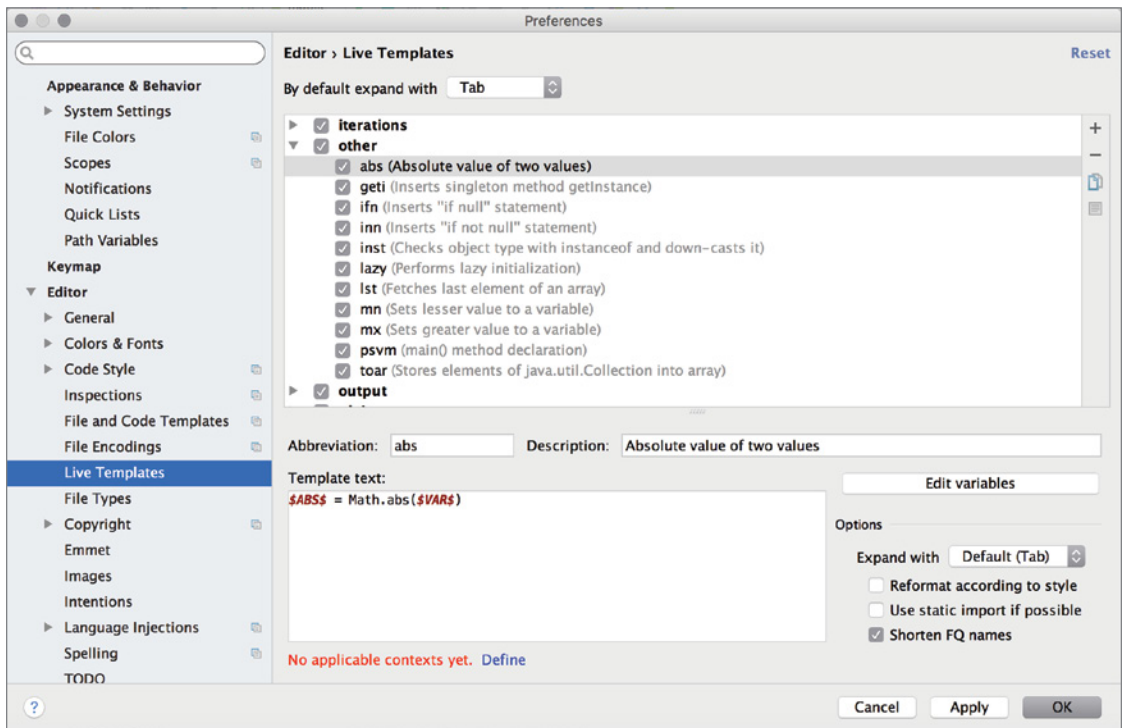 Preferences
Appearance & Behavior
System Settings
File Colors
Scopes
Notifications
Quick Lists
Path Variables
Keymap
Editor
General
Colors & Fonts
Code Style
Inspections
File and Code Templates
File Encodings
Live Templates
File Types
Copyright
Emmet
Images
Intentions
Language Injections
Spelling
TODO
?
Editor › Live Templates
Reset
By default expand with Tab
iterations
other
abs (Absolute value of two values)
geti (Inserts singleton method getInstance)
ifn (Inserts "if null" statement)
inn (Inserts "if not null" statement)
inst (Checks object type with instanceof and down-casts it)
lazy (Performs lazy initialization)
lst (Fetches last element of an array)
mn (Sets lesser value to a variable)
mx (Sets greater value to a variable)
psvm (main() method declaration)
toar (Stores elements of java.util.Collection into array)
output
Abbreviation: abs Description: Absolute value of two values
Template text:
$ABS$ = Math.abs($VAR$)
Edit variables
Options
Expand with Default (Tab)
Reformat according to style
Use static import if possible
Shorten FQ names
No applicable contexts yet. Define
Cancel Apply OK